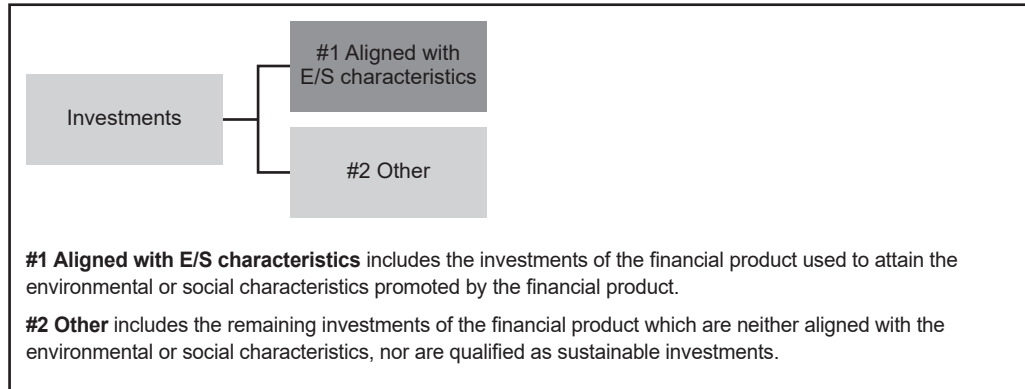 #1 Aligned with
E/S characteristics
Investments
#2 Other
#1 Aligned with E/S characteristics includes the investments of the financial product used to attain the
environmental or social characteristics promoted by the financial product.
#2 Other includes the remaining investments of the financial product which are neither aligned with the
environmental or social characteristics, nor are qualified as sustainable investments.